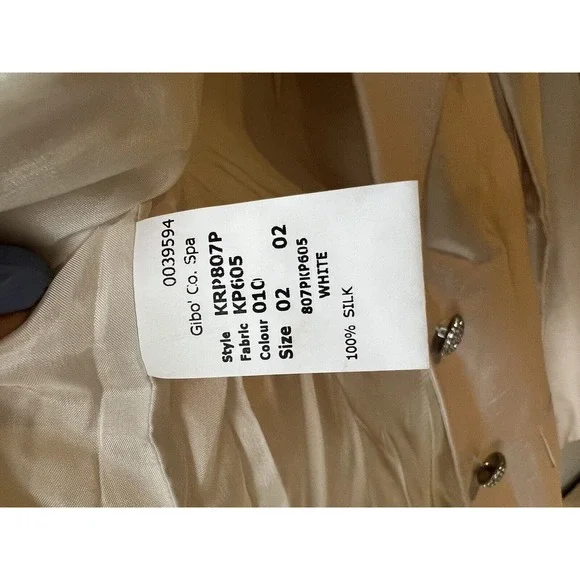 0039594
Gibo' Co. Spa
Style KRP807P
Fabric KP605
Colour 010
Size 02 02
807PKP605
WHITE
100% SILK